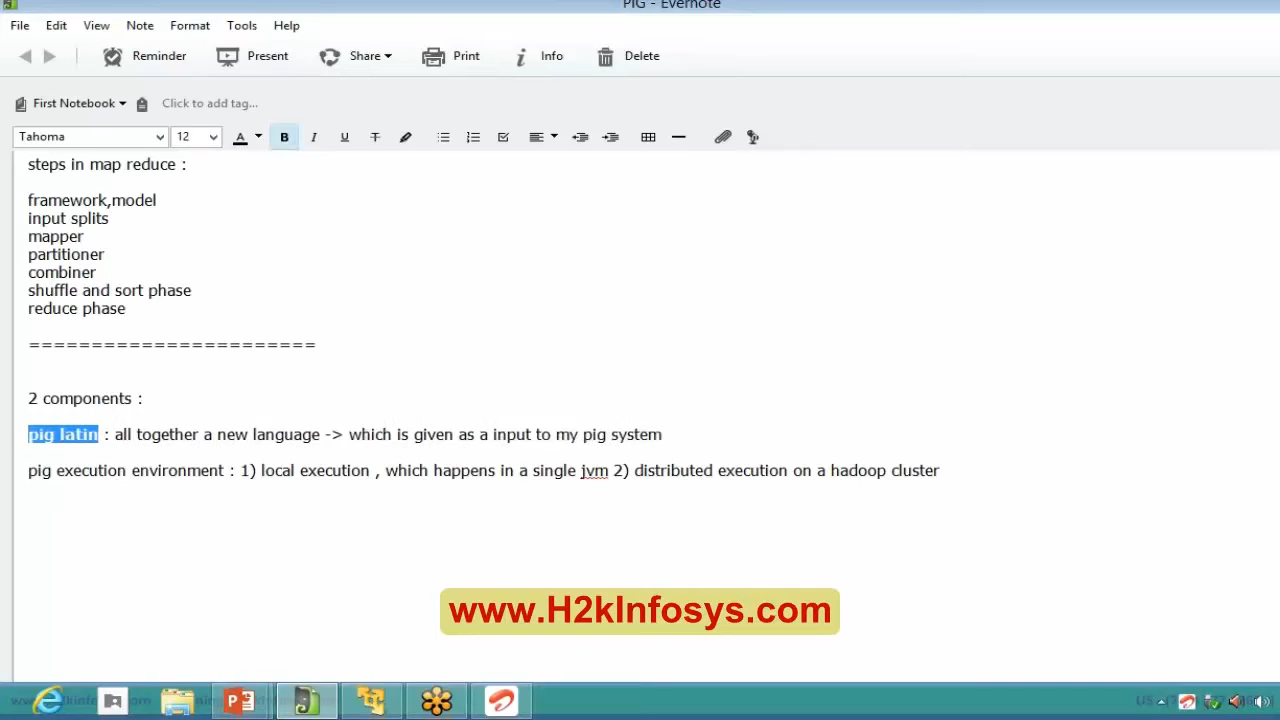 PIG - Evernote
File Edit View Note Format Tools Help
Reminder Present Share Print Info Delete
First Notebook Click to add tag...
Tahoma 12 A B I U T
steps in map reduce :
framework,model
input splits
mapper
partitioner
combiner
shuffle and sort phase
reduce phase
=======================
2 components :
pig latin : all together a new language -> which is given as a input to my pig system
pig execution environment : 1) local execution , which happens in a single jvm 2) distributed execution on a hadoop cluster
www.H2kInfosys.com
US